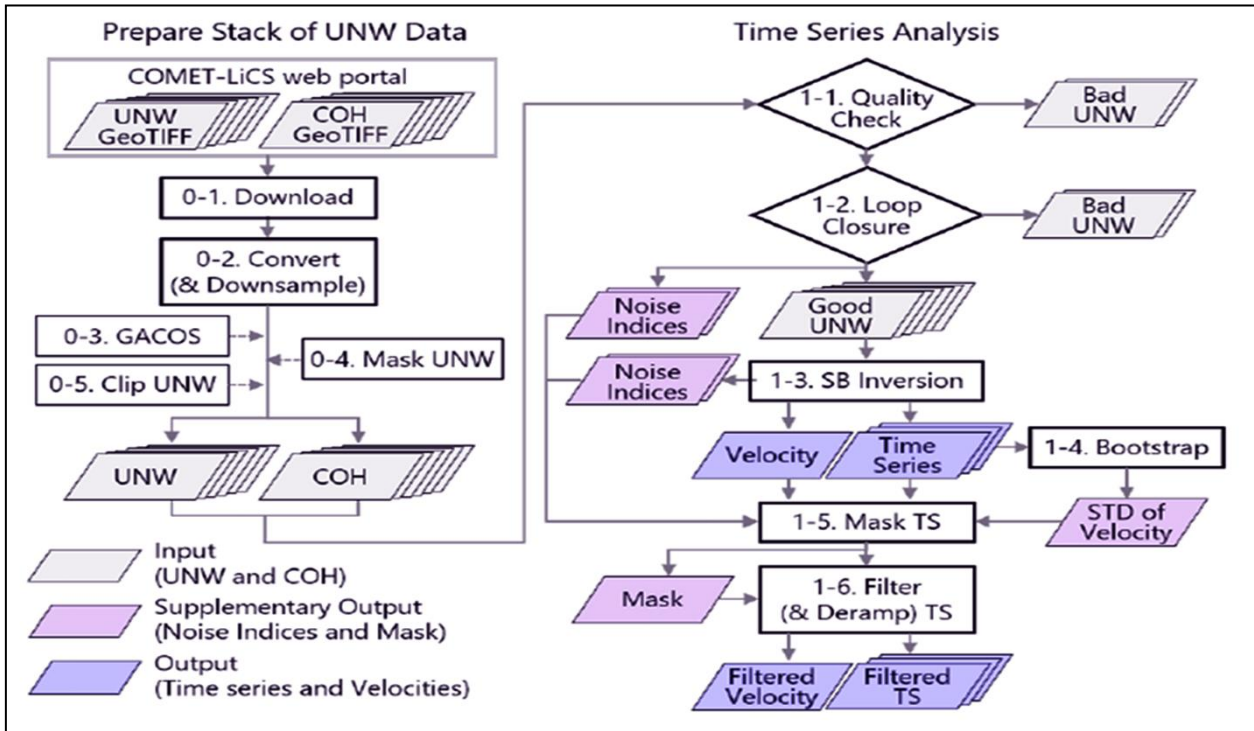 Prepare Stack of UNW Data
COMET-LiCS web portal
UNW
GeoTIFF
COH
GeoTIFF
0-1. Download
0-2. Convert
(& Downsample)
0-3. GACOS
0-4. Mask UNW
0-5. Clip UNW
UNW
COH
Input
(UNW and COH)
Supplementary Output
(Noise Indices and Mask)
Output
(Time series and Velocities)
Time Series Analysis
1-1. Quality
Check
Bad
UNW
1-2. Loop
Closure
Bad
UNW
Noise
Indices
Good
UNW
Noise
Indices
1-3. SB Inversion
Velocity
Time
Series
1-4. Bootstrap
1-5. Mask TS
STD of
Velocity
Mask
1-6. Filter
(& Deramp) TS
Filtered
Velocity
Filtered
TS